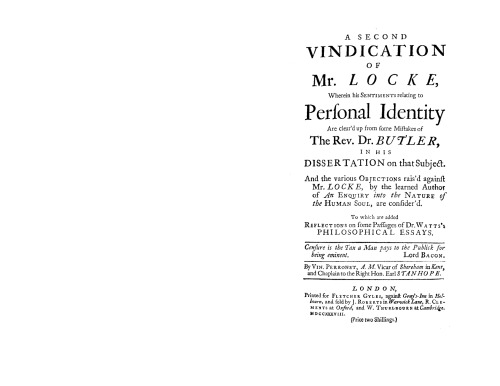 A SECOND
VINDICATION
OF
Mr. LOCKE,
Wherein his SENTIMENTS relating to
Perſonal Identity
Are clear'd up from ſome Miſtakes of
The Rev. Dr. BUTLER,
IN HIS
DISSERTATION on that Subject.
And the various OBJECTIONS rais'd againſt
Mr. LOCKE, by the learned Author
of An ENQUIRY into the NATURE of
the HUMAN SOUL, are conſider'd.
To which are added
REFLECTIONS on ſome Paſſages of Dr. WATTS's
PHILOSOPHICAL ESSAYS.
Cenſure is the Tax a Man pays to the Publick for
being eminent. Lord BACON.
By VIN. PERRONET, A. M. Vicar of Shoreham in Kent,
and Chaplain to the Right Hon. Earl STANHOPE.
LONDON,
Printed for FLETCHER GYLES, againſt Gray's-Inn in Hol-
born, and ſold by J. ROBERTS in Warwick Lane, R. CLE-
MENTS at Oxford, and W. THURLBOURN at Cambridge.
MDCCXXXVIII.
(Price two Shillings.)